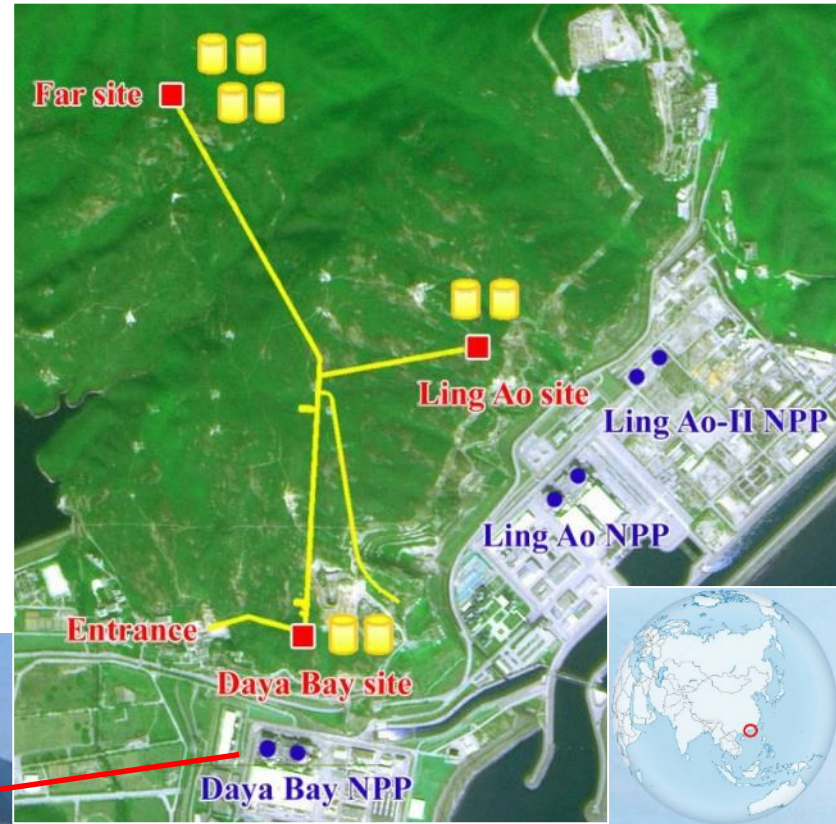 Far site
Ling Ao site
Ling Ao-II NPP
Ling Ao NPP
Entrance
Daya Bay site
Daya Bay NPP